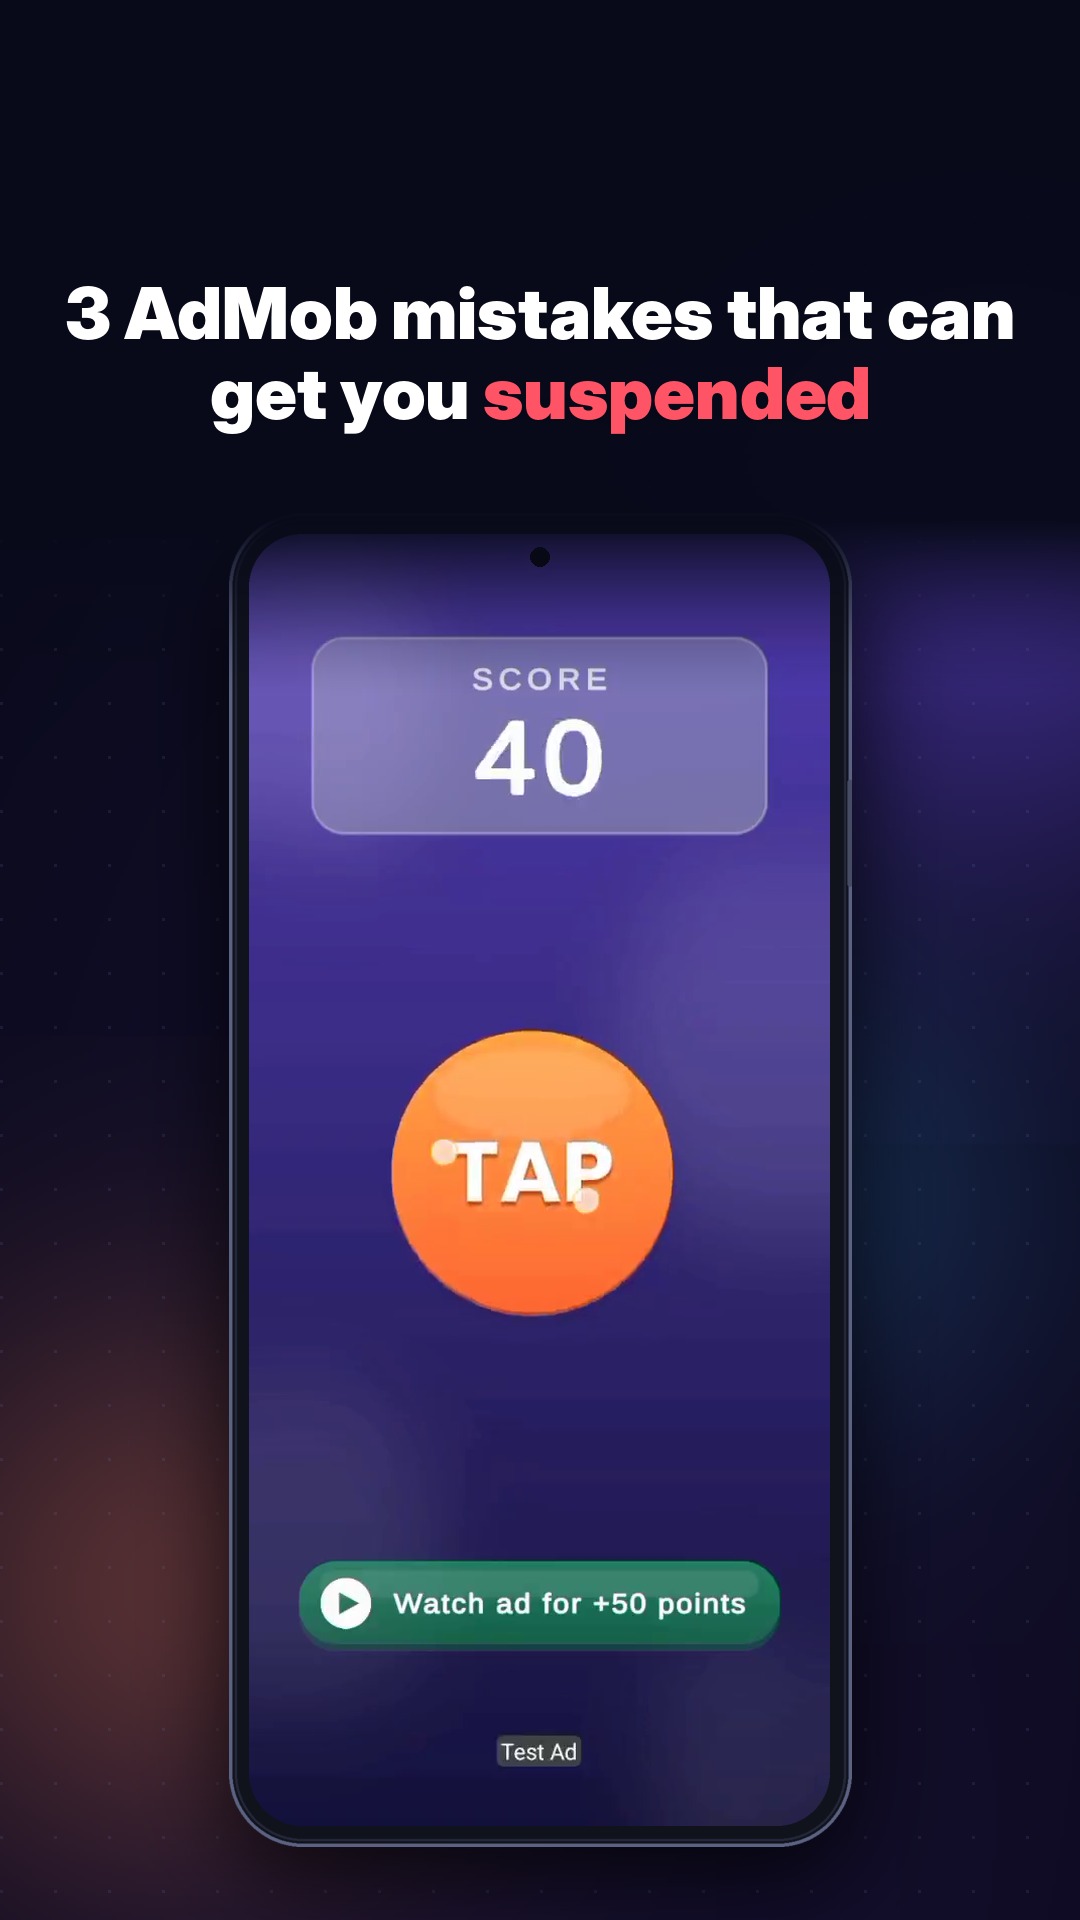 3 AdMob mistakes that can
get you suspended
SCORE
40
TAP
Watch ad for +50 points
Test Ad